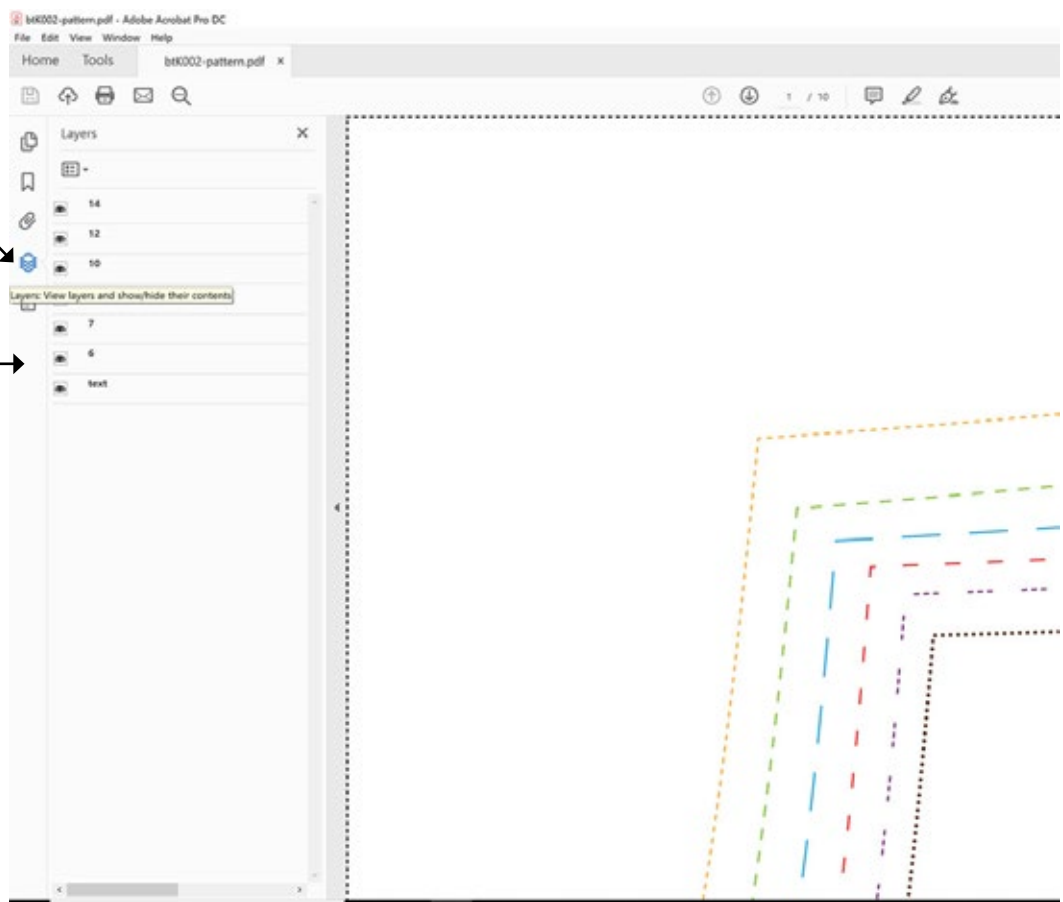 btK002-pattern.pdf - Adobe Acrobat Pro DC
File Edit View Window Help
Home Tools btK002-pattern.pdf ×
1 / 10
Layers
14
12
10
Layers: View layers and show/hide their contents
7
6
text